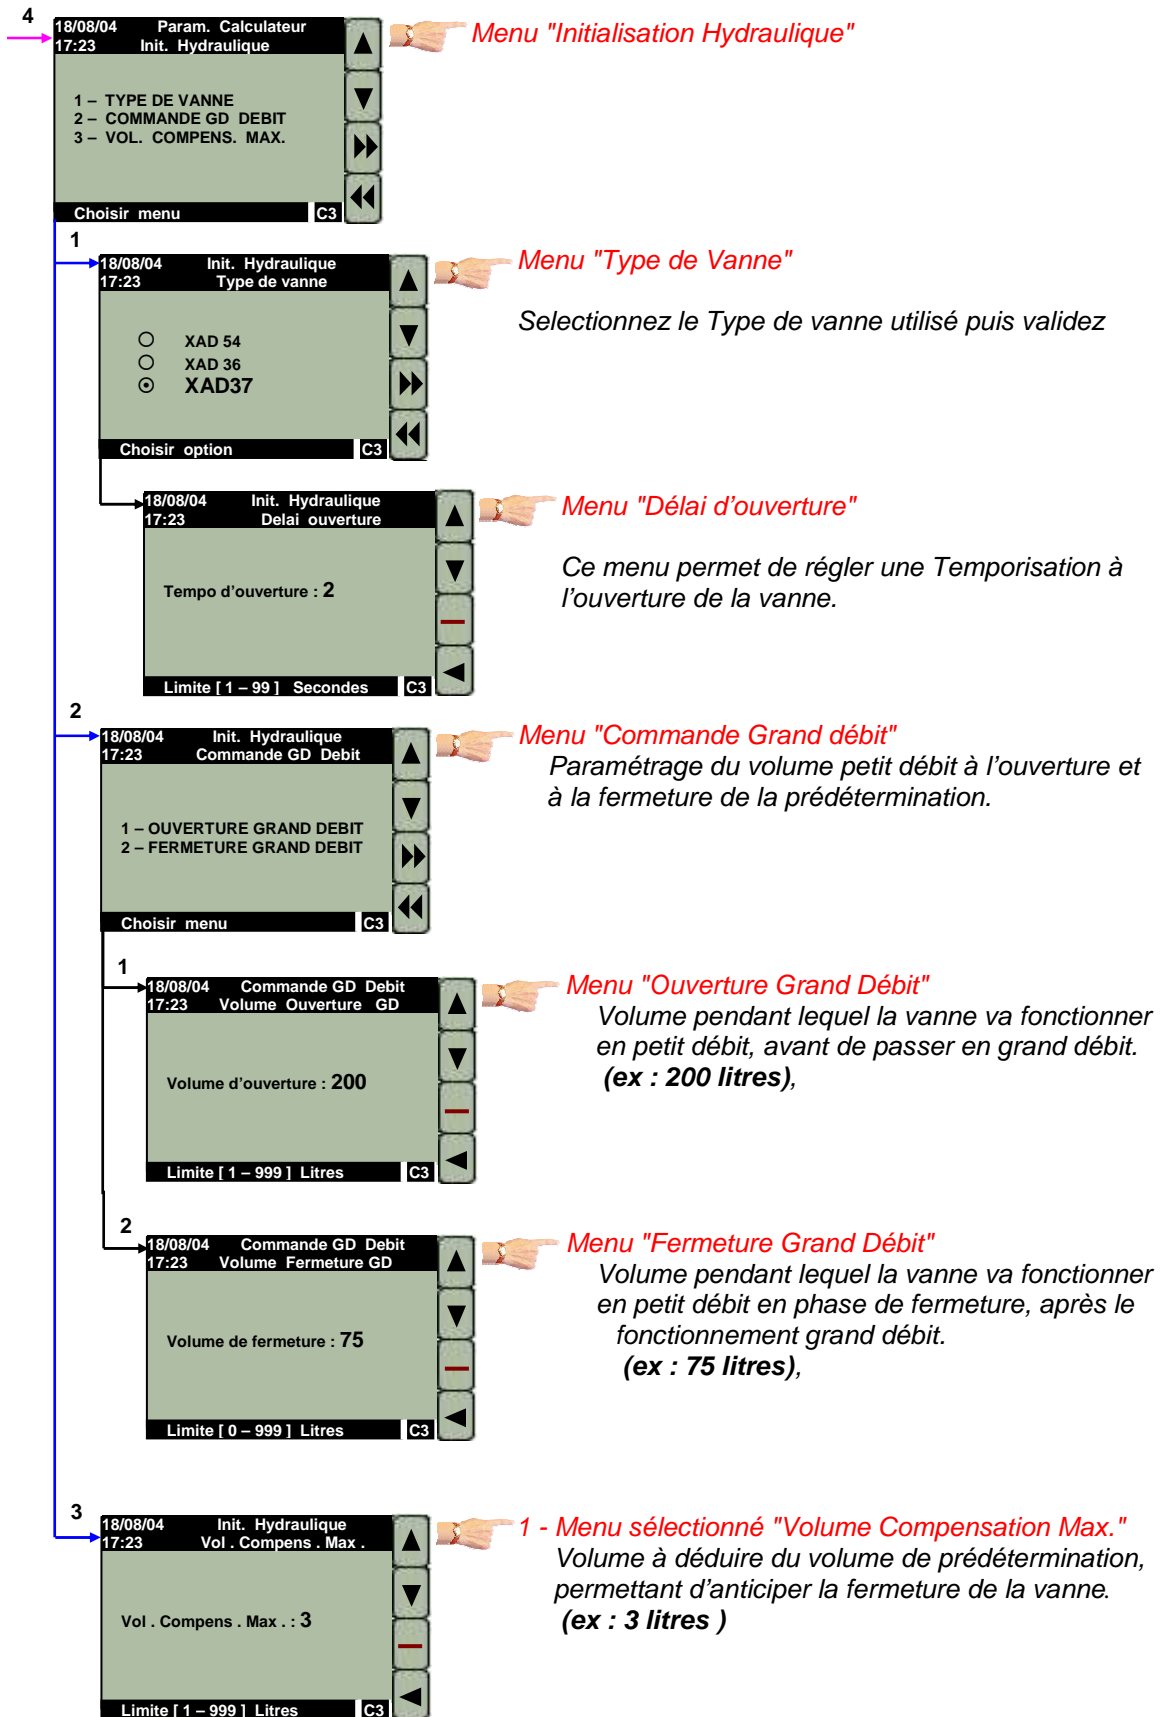 4
18/08/04 Param. Calculateur
17:23 Init. Hydraulique
1 – TYPE DE VANNE
2 – COMMANDE GD DEBIT
3 – VOL. COMPENS. MAX.
Choisir menu C3
Menu "Initialisation Hydraulique"
1
18/08/04 Init. Hydraulique
17:23 Type de vanne
XAD 54
XAD 36
XAD37
Choisir option C3
Menu "Type de Vanne"
Selectionnez le Type de vanne utilisé puis validez
18/08/04 Init. Hydraulique
17:23 Delai ouverture
Tempo d’ouverture : 2
Limite [ 1 – 99 ] Secondes C3
Menu "Délai d’ouverture"
Ce menu permet de régler une Temporisation à
l’ouverture de la vanne.
2
18/08/04 Init. Hydraulique
17:23 Commande GD Debit
1 – OUVERTURE GRAND DEBIT
2 – FERMETURE GRAND DEBIT
Choisir menu C3
Menu "Commande Grand débit"
Paramétrage du volume petit débit à l’ouverture et
à la fermeture de la prédétermination.
1
18/08/04 Commande GD Debit
17:23 Volume Ouverture GD
Volume d’ouverture : 200
Limite [ 1 – 999 ] Litres C3
Menu "Ouverture Grand Débit"
Volume pendant lequel la vanne va fonctionner
en petit débit, avant de passer en grand débit.
(ex : 200 litres),
2
18/08/04 Commande GD Debit
17:23 Volume Fermeture GD
Volume de fermeture : 75
Limite [ 0 – 999 ] Litres C3
Menu "Fermeture Grand Débit"
Volume pendant lequel la vanne va fonctionner
en petit débit en phase de fermeture, après le
fonctionnement grand débit.
(ex : 75 litres),
3
18/08/04 Init. Hydraulique
17:23 Vol . Compens . Max .
Vol . Compens . Max . : 3
Limite [ 1 – 999 ] Litres C3
1 - Menu sélectionné "Volume Compensation Max."
Volume à déduire du volume de prédétermination,
permettant d’anticiper la fermeture de la vanne.
(ex : 3 litres )